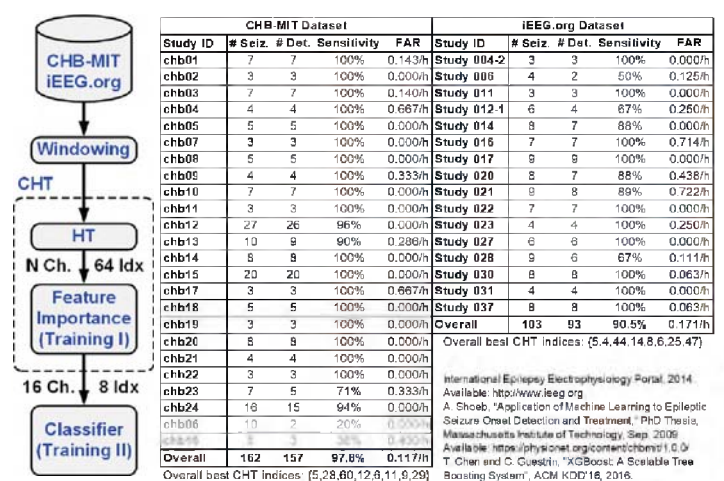 CHB-MIT
iEEG.org
Windowing
CHT
HT
N Ch. 64 Idx
Feature
Importance
(Training I)
16 Ch. 8 Idx
Classifier
(Training II)
CHB-MIT Dataset
Study ID # Seiz. # Det. Sensitivity FAR
chb01 7 7 100% 0.143/h
chb02 3 3 100% 0.000/h
chb03 7 7 100% 0.140/h
chb04 4 4 100% 0.667/h
chb05 5 5 100% 0.000/h
chb07 3 3 100% 0.000/h
chb08 5 5 100% 0.000/h
chb09 4 4 100% 0.333/h
chb10 7 7 100% 0.000/h
chb11 3 3 100% 0.000/h
chb12 27 26 96% 0.000/h
chb13 10 9 90% 0.286/h
chb14 8 8 100% 0.000/h
chb15 20 20 100% 0.000/h
chb17 3 3 100% 0.667/h
chb18 5 5 100% 0.000/h
chb19 3 3 100% 0.000/h
chb20 8 8 100% 0.000/h
chb21 4 4 100% 0.000/h
chb22 3 3 100% 0.000/h
chb23 7 5 71% 0.333/h
chb24 16 15 94% 0.000/h
chb06 10 2 20%
Overall 162 157 97.8% 0.117/h
Overall best CHT indices: {5,28,60,12,6,11,9,29}
iEEG.org Dataset
Study ID # Seiz. # Det. Sensitivity FAR
Study 004-2 3 3 100% 0.000/h
Study 006 4 2 50% 0.125/h
Study 011 3 3 100% 0.000/h
Study 012-1 6 4 67% 0.250/h
Study 014 8 7 88% 0.000/h
Study 016 7 7 100% 0.714/h
Study 017 9 9 100% 0.000/h
Study 020 8 7 88% 0.438/h
Study 021 9 8 89% 0.722/h
Study 022 7 7 100% 0.000/h
Study 023 4 4 100% 0.250/h
Study 027 6 6 100% 0.000/h
Study 028 9 6 67% 0.111/h
Study 030 8 8 100% 0.063/h
Study 031 4 4 100% 0.000/h
Study 037 8 8 100% 0.063/h
Overall 103 93 90.5% 0.171/h
Overall best CHT indices: {5,4,44,14,8,6,25,47}
International Epilepsy Electrophysiology Portal, 2014.
Available: http://www.ieeg.org
A. Shoeb, "Application of Machine Learning to Epileptic
Seizure Onset Detection and Treatment," PhD Thesis,
Massachusetts Institute of Technology, Sep. 2009
Available: https://physionet.org/content/chbmit/1.0.0/
T. Chen and C. Guestrin, "XGBoost: A Scalable Tree
Boosting System", ACM KDD'16, 2016.